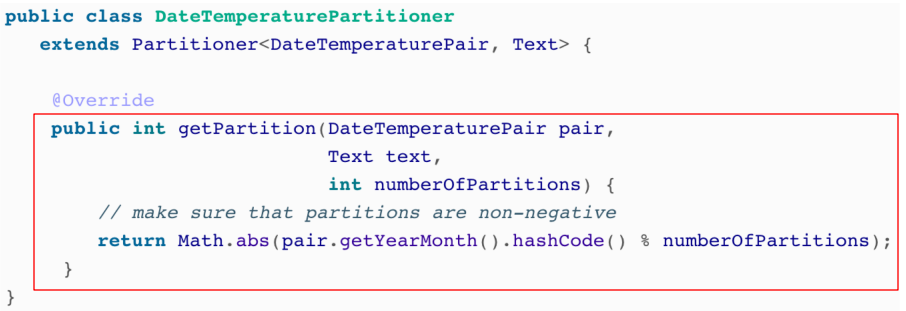 public class DateTemperaturePartitioner
extends Partitioner<DateTemperaturePair, Text> {
@Override
public int getPartition(DateTemperaturePair pair,
Text text,
int numberOfPartitions) {
// make sure that partitions are non-negative
return Math.abs(pair.getYearMonth().hashCode() % numberOfPartitions);
}
}